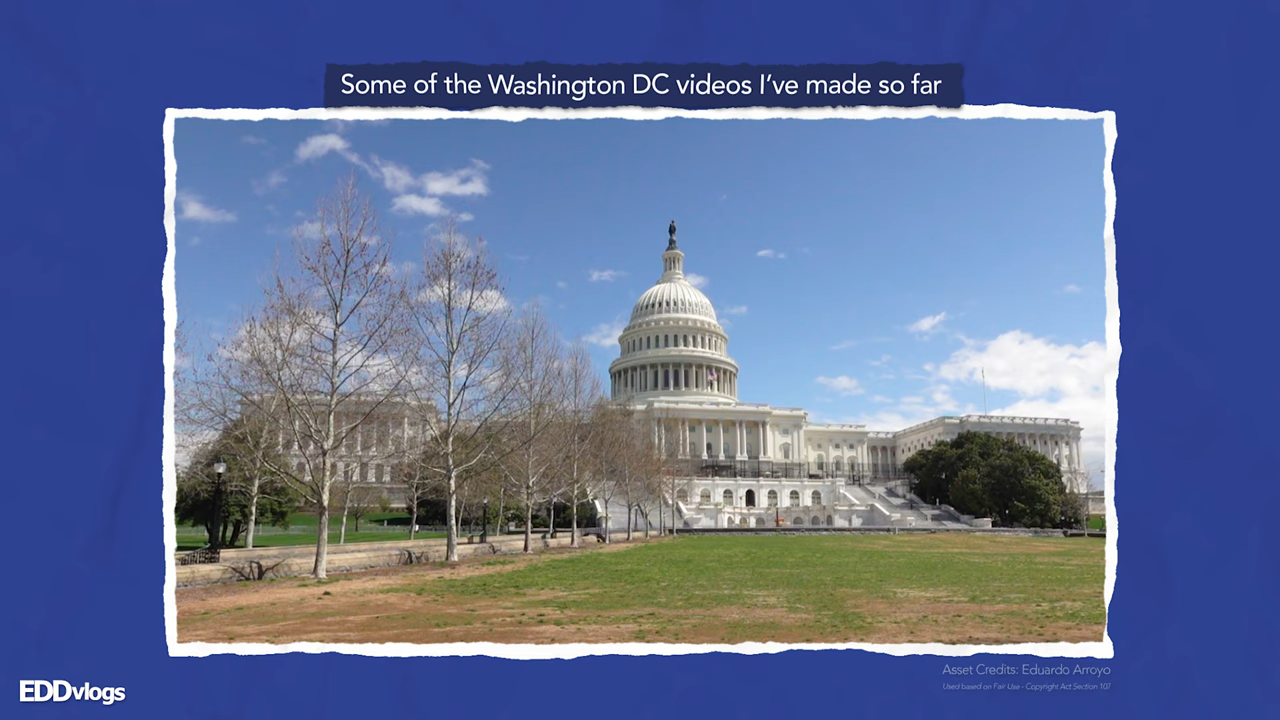 Some of the Washington DC videos I've made so far
Asset Credits: Eduardo Arroyo
Used based on Fair Use - Copyright Act Section 107
EDDvlogs